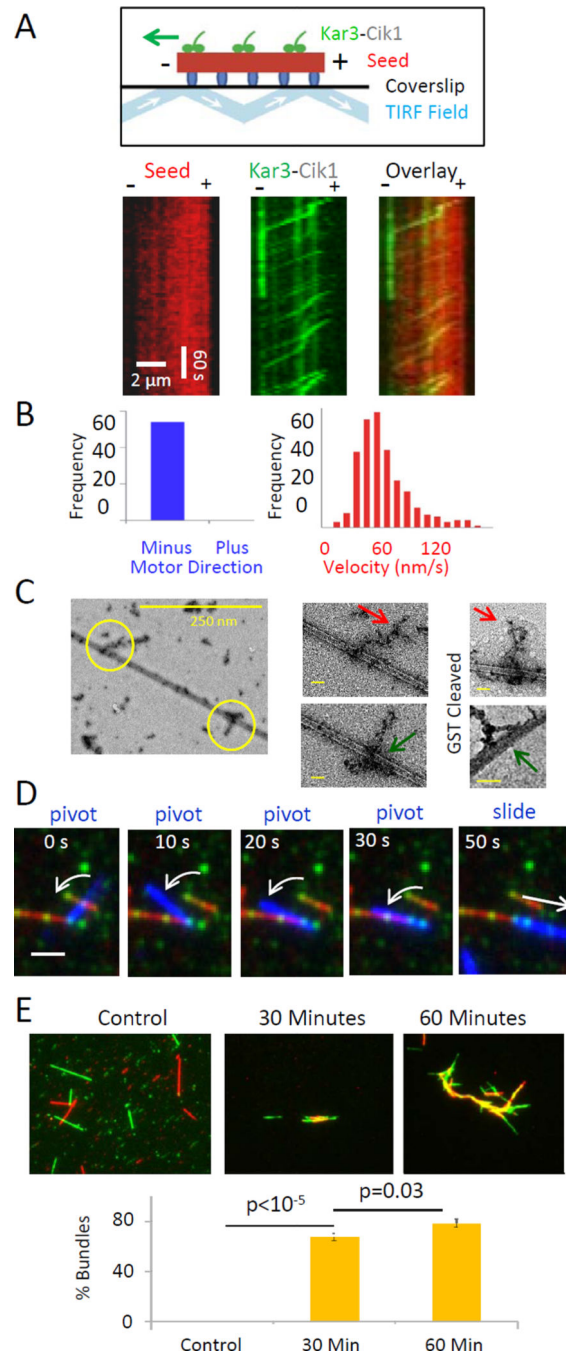 A
Kar3-Cik1
- + Seed
Coverslip
TIRF Field
Seed Kar3-Cik1 Overlay
- + - + - +
2 µm
60 s
B
Frequency
60
40
20
0
Minus Plus
Motor Direction
Frequency
60
40
20
0
0 60 120
Velocity (nm/s)
C
250 nm
GST Cleaved
D
pivot pivot pivot pivot slide
0 s 10 s 20 s 30 s 50 s
E
Control 30 Minutes 60 Minutes
% Bundles
80
40
0
p<10-5
p=0.03
Control 30 Min 60 Min